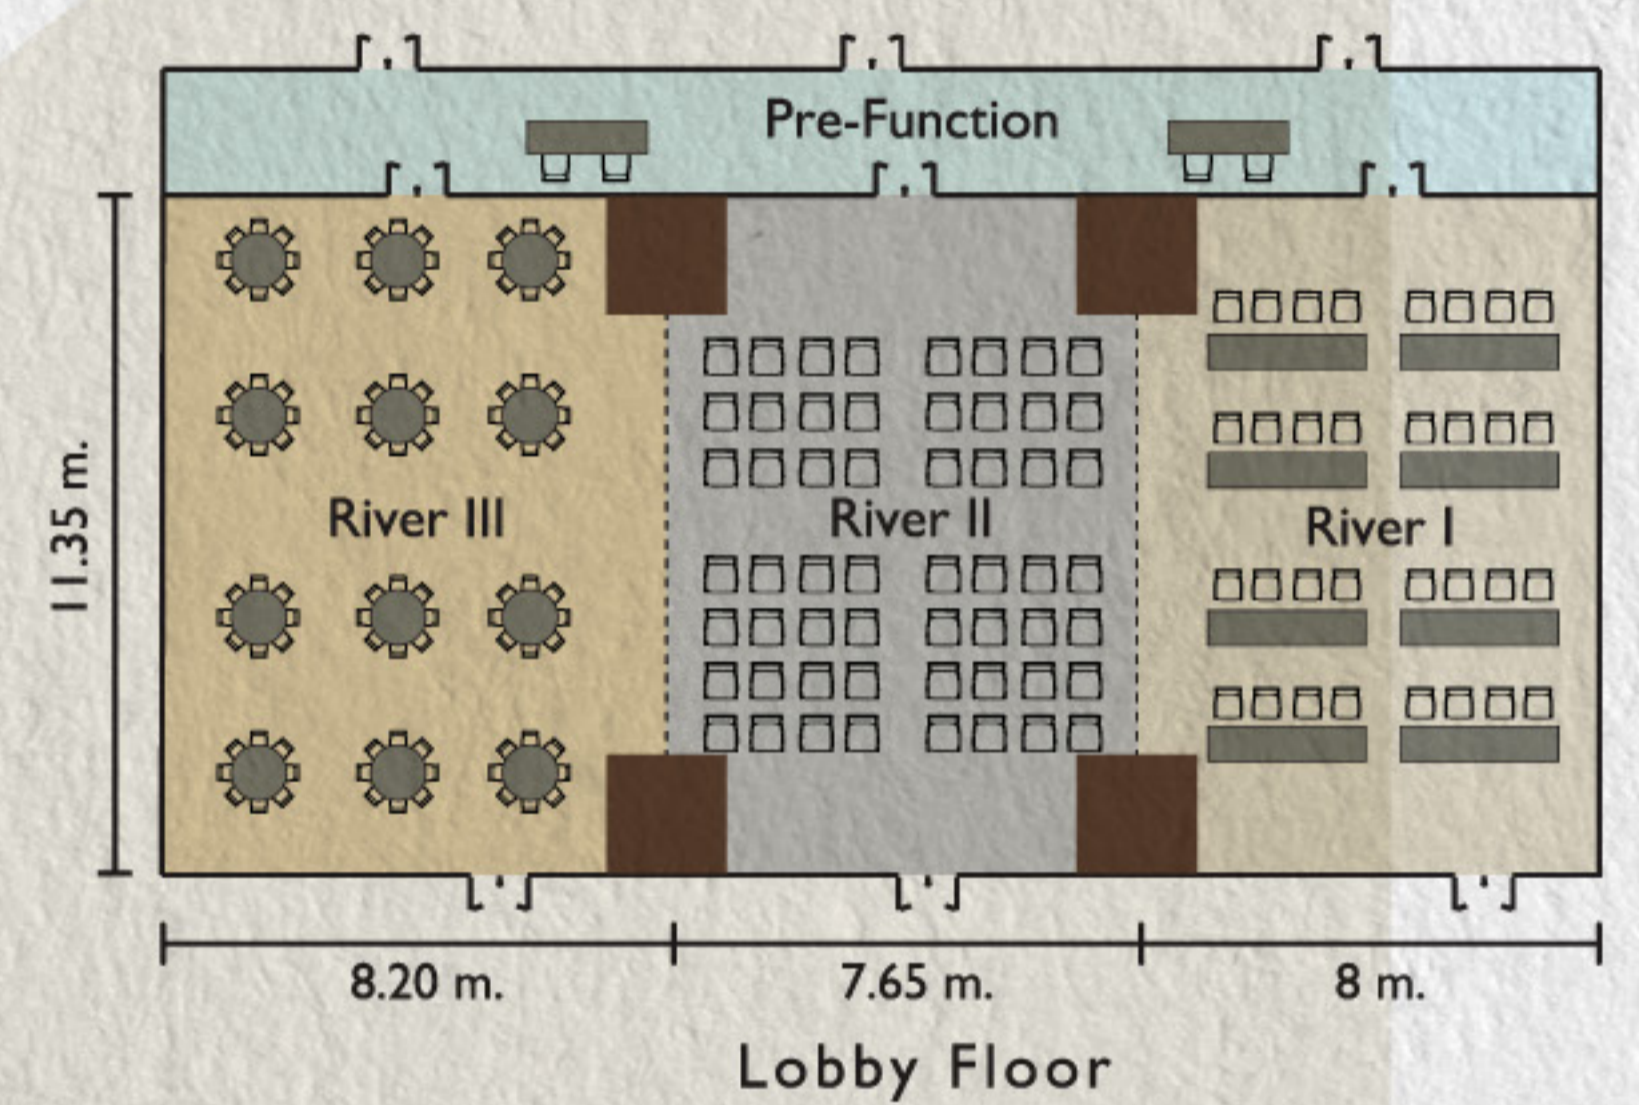 Pre-Function
11.35 m.
River III
River II
River I
8.20 m.
7.65 m.
8 m.
Lobby Floor